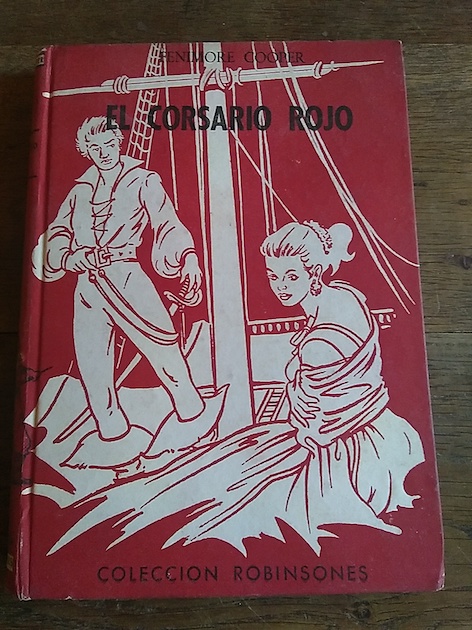 FENIMORE COOPER
EL CORSARIO ROJO
COLECCION ROBINSONES